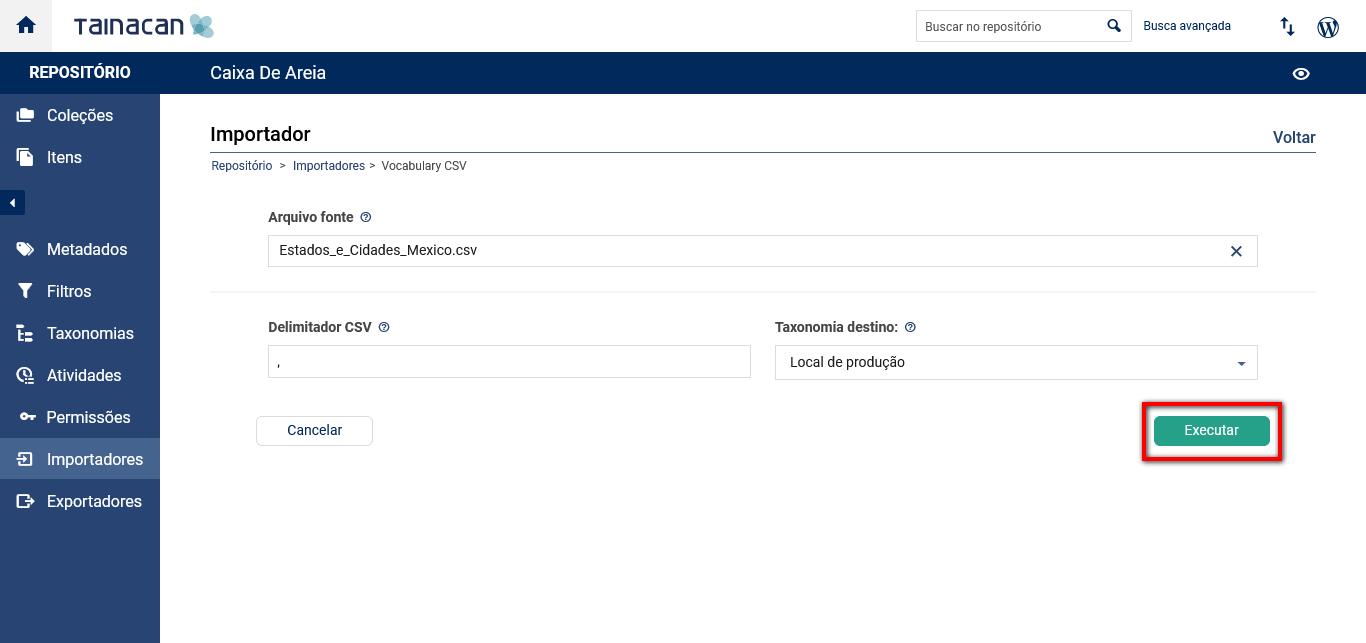 Tainacan
Buscar no repositório
Busca avançada
REPOSITÓRIO
Caixa De Areia
Coleções
Itens
Metadados
Filtros
Taxonomias
Atividades
Permissões
Importadores
Exportadores
Importador
Voltar
Repositório > Importadores > Vocabulary CSV
Arquivo fonte
Estados_e_Cidades_Mexico.csv
Delimitador CSV
Taxonomia destino:
,
Local de produção
Cancelar
Executar